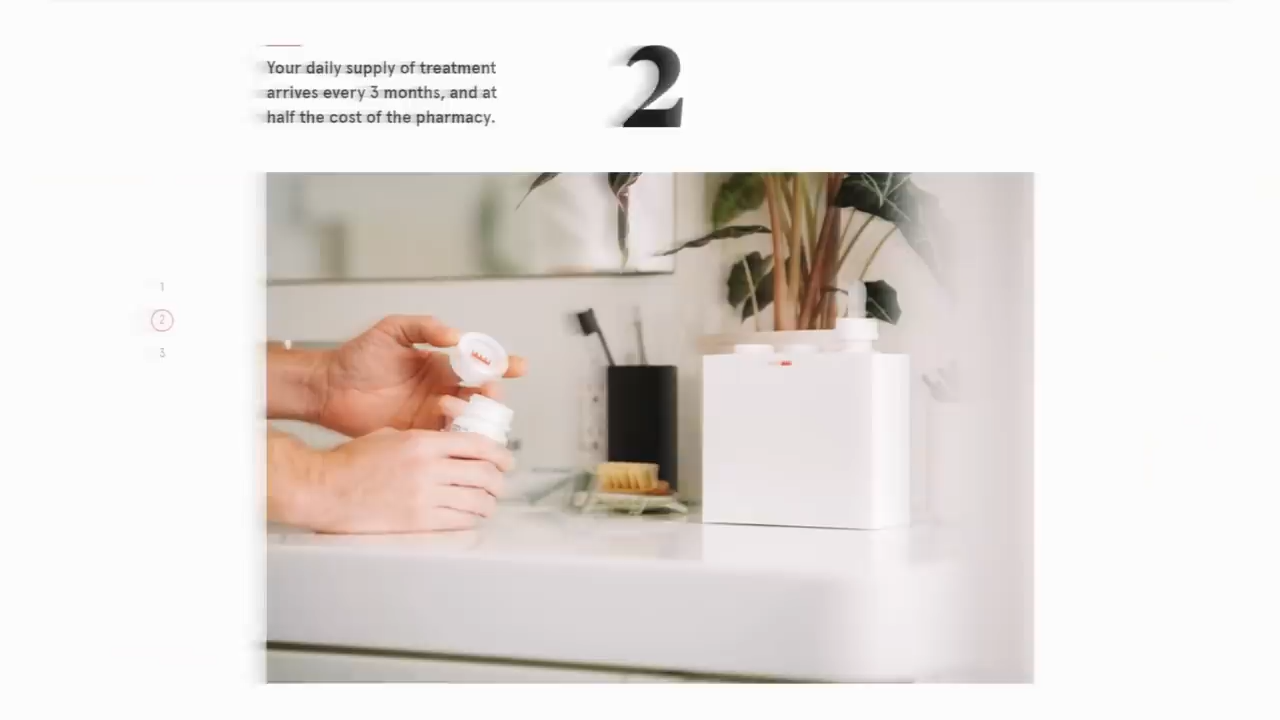 Your daily supply of treatment
arrives every 3 months, and at
half the cost of the pharmacy.
2
1
2
3